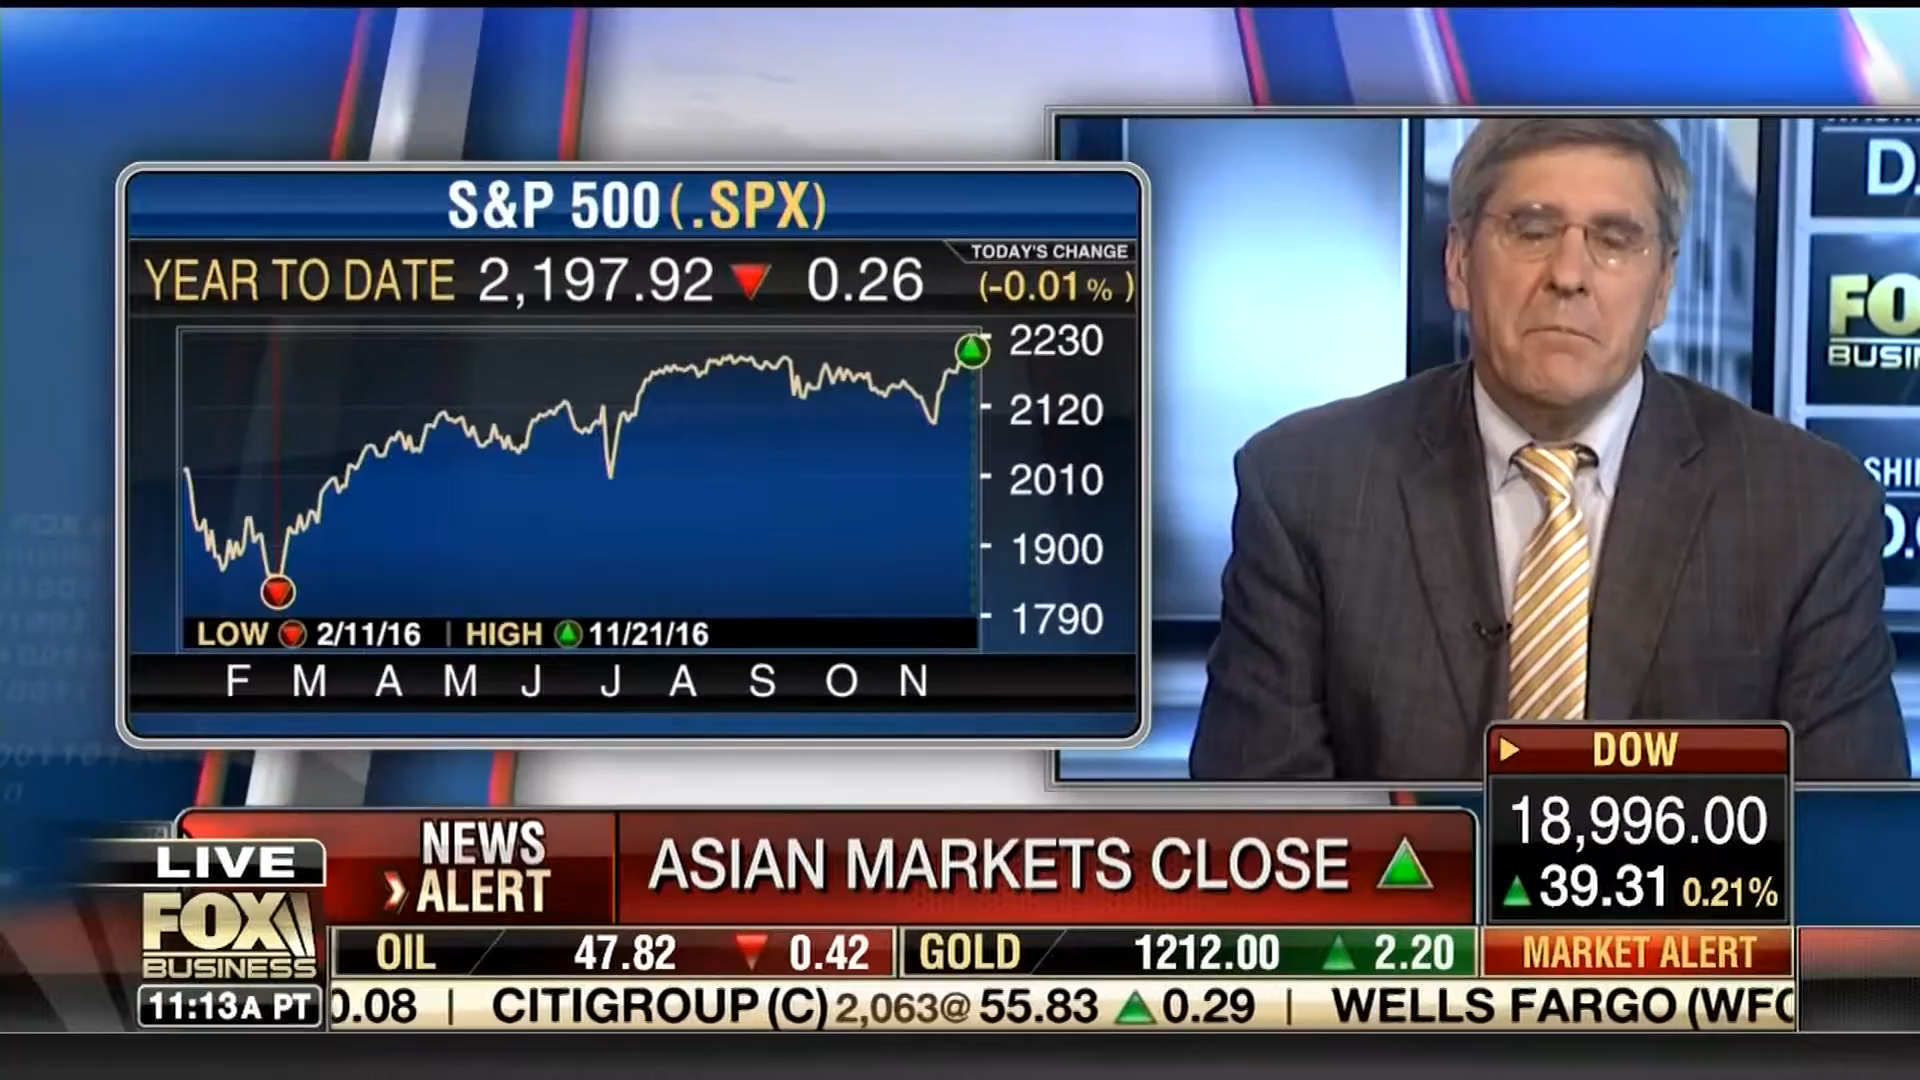 S&P 500 (.SPX)
TODAY'S CHANGE
YEAR TO DATE 2,197.92 ▼ 0.26 (-0.01%)
2230
2120
2010
1900
1790
LOW ▼ 2/11/16 | HIGH ▲ 11/21/16
F M A M J J A S O N
D.
FOX
BUSI
SHI
D.
DOW
18,996.00
▲ 39.31 0.21%
MARKET ALERT
NEWS
ALERT
ASIAN MARKETS CLOSE ▲
LIVE
FOX
BUSINESS
11:13A PT
OIL 47.82 ▼ 0.42 GOLD 1212.00 ▲ 2.20
0.08 | CITIGROUP (C) 2,063@ 55.83 ▲ 0.29 | WELLS FARGO (WFC